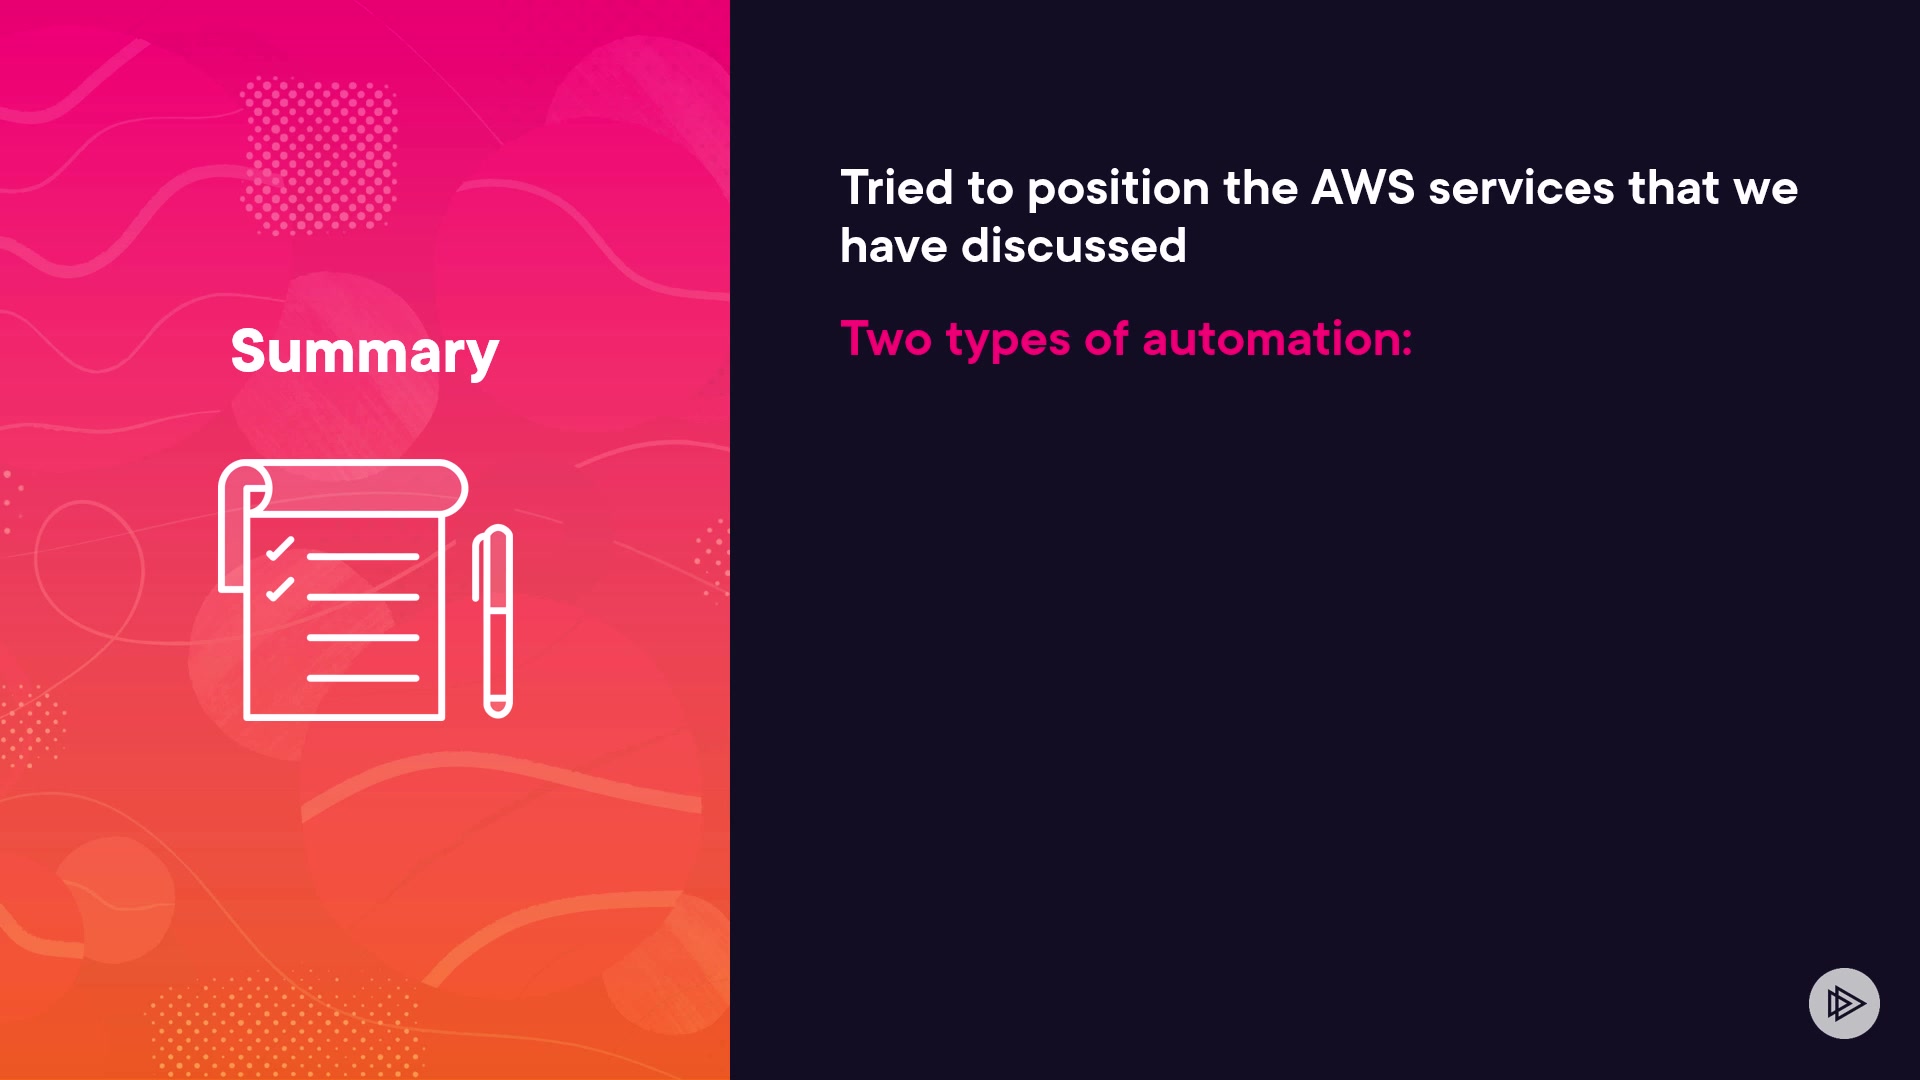 Summary
Tried to position the AWS services that we
have discussed
Two types of automation: